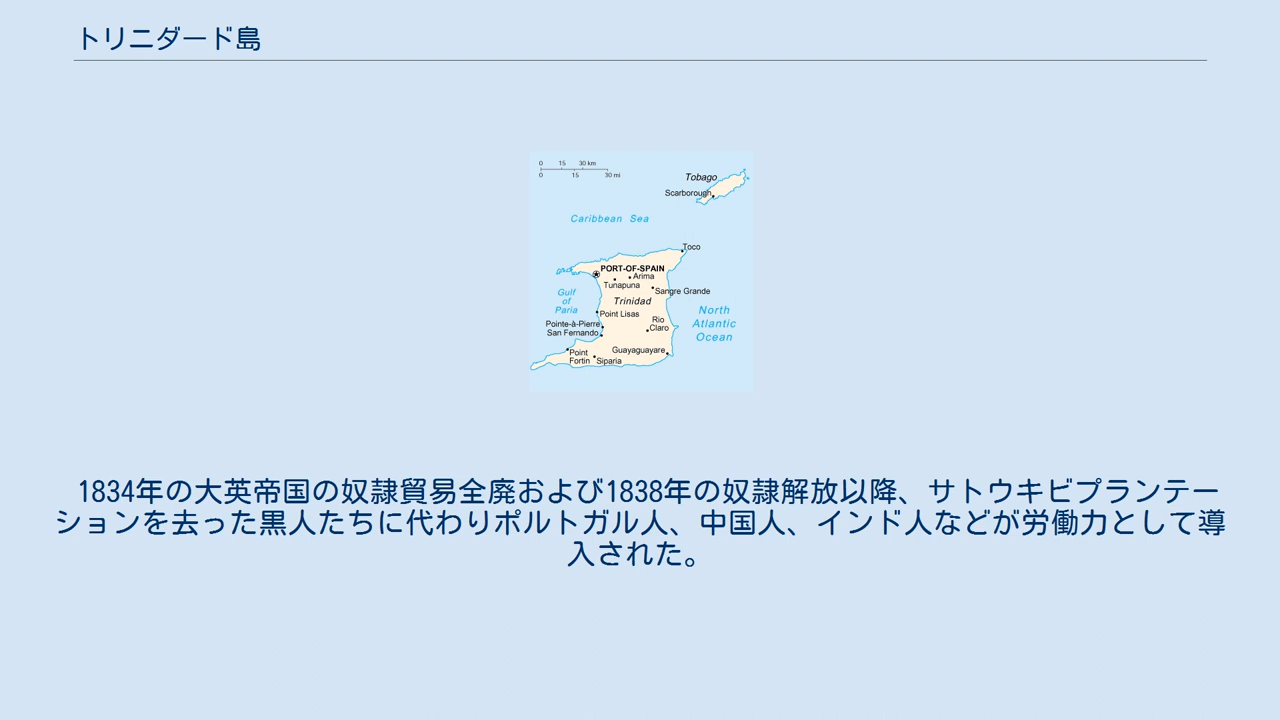 トリニダード島
0 15 30 km
0 15 30 mi
Tobago
Scarborough
Caribbean Sea
Toco
PORT-OF-SPAIN
Arima
Tunapuna
Sangre Grande
Gulf
of
Paria
Trinidad
North
Atlantic
Ocean
Point Lisas
Rio
Claro
Pointe-à-Pierre
San Fernando
Guayaguayare
Point
Fortin
Siparia
1834年の大英帝国の奴隷貿易全廃および1838年の奴隷解放以降、サトウキビプランテー
ションを去った黒人たちに代わりポルトガル人、中国人、インド人などが労働力として導
入された。